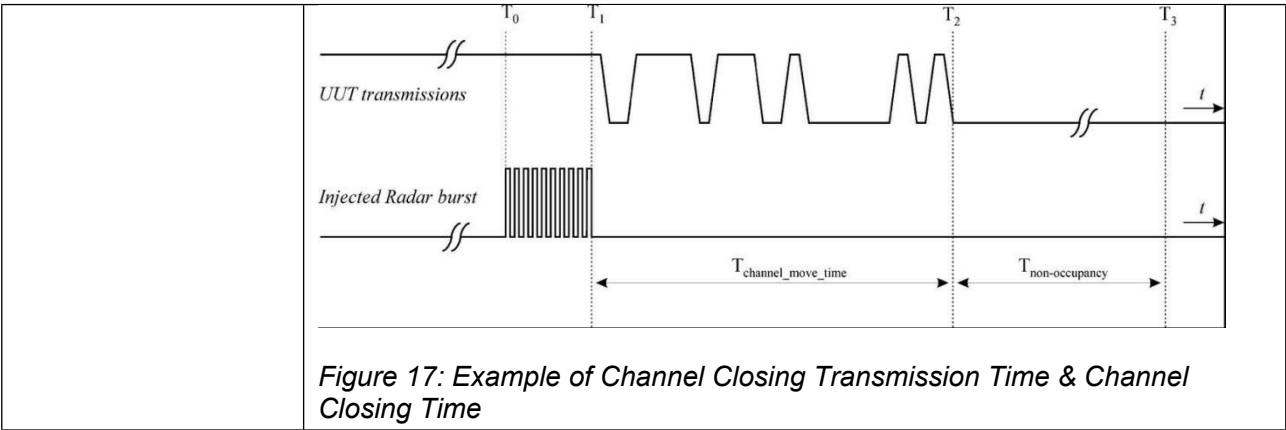 T0 T1 T2 T3
UUT transmissions
t
Injected Radar burst
t
Tchannel_move_time Tnon-occupancy
Figure 17: Example of Channel Closing Transmission Time & Channel
Closing Time